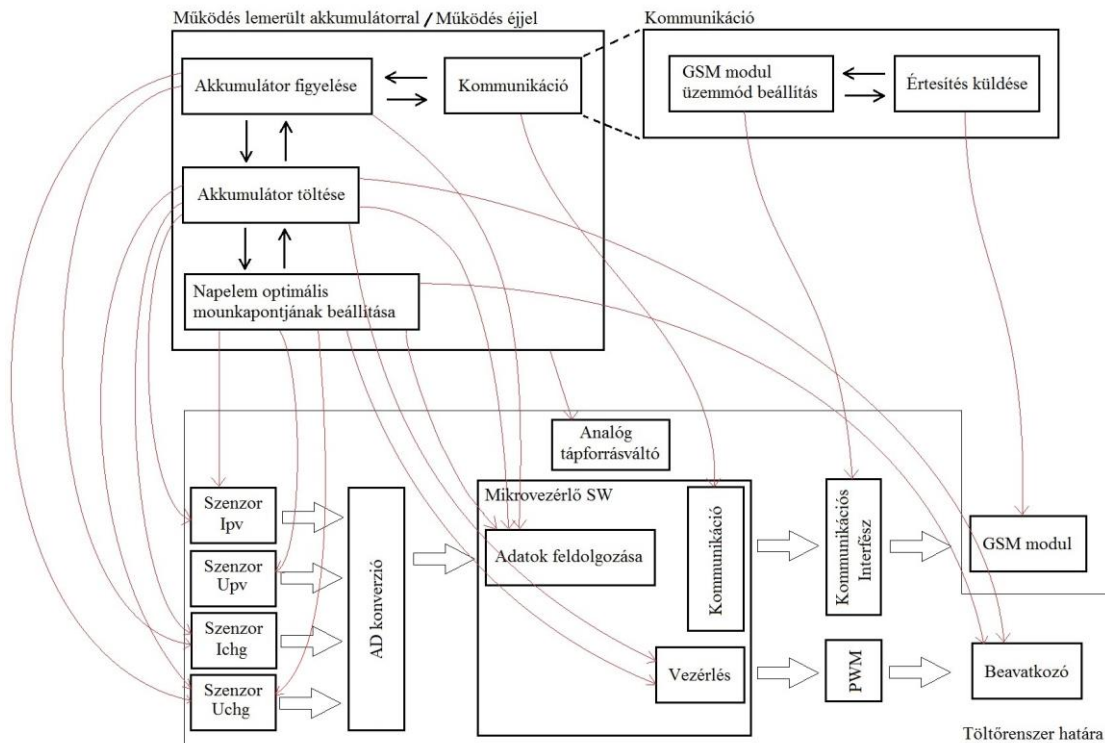 Működés lemerült akkumulátorral / Működés éjjel
Kommunikáció
Akkumulátor figyelése
Kommunikáció
GSM modul
üzemmód beállítás
Értesítés küldése
Akkumulátor töltése
Napelem optimális
mounkapontjának beállítása
Analóg
tápforrásváltó
Szenzor
Ipv
Szenzor
Upv
Szenzor
Ichg
Szenzor
Uchg
AD konverzió
Mikrovezérlő SW
Adatok feldolgozása
Kommunikáció
Vezérlés
Kommunikációs
Interfész
PWM
GSM modul
Beavatkozó
Töltőrenszer határa